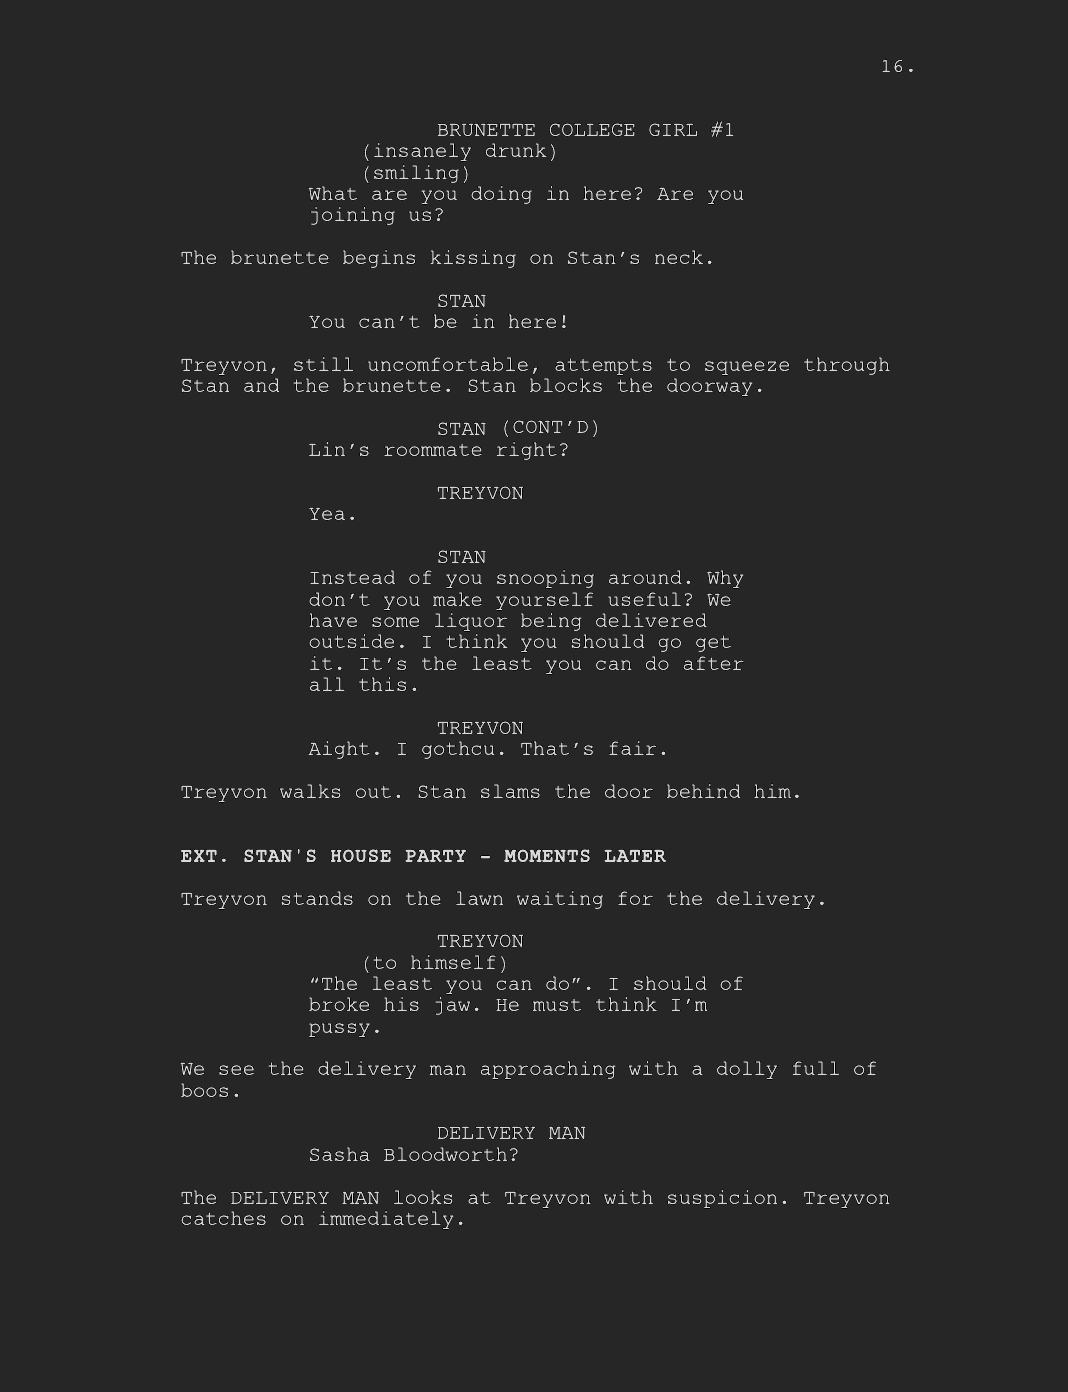 16.
BRUNETTE COLLEGE GIRL #1
(insanely drunk)
(smiling)
What are you doing in here? Are you
joining us?
The brunette begins kissing on Stan’s neck.
STAN
You can’t be in here!
Treyvon, still uncomfortable, attempts to squeeze through
Stan and the brunette. Stan blocks the doorway.
STAN (CONT’D)
Lin’s roommate right?
TREYVON
Yea.
STAN
Instead of you snooping around. Why
don’t you make yourself useful? We
have some liquor being delivered
outside. I think you should go get
it. It’s the least you can do after
all this.
TREYVON
Aight. I gothcu. That’s fair.
Treyvon walks out. Stan slams the door behind him.
EXT. STAN'S HOUSE PARTY - MOMENTS LATER
Treyvon stands on the lawn waiting for the delivery.
TREYVON
(to himself)
“The least you can do”. I should of
broke his jaw. He must think I’m
pussy.
We see the delivery man approaching with a dolly full of
boos.
DELIVERY MAN
Sasha Bloodworth?
The DELIVERY MAN looks at Treyvon with suspicion. Treyvon
catches on immediately.